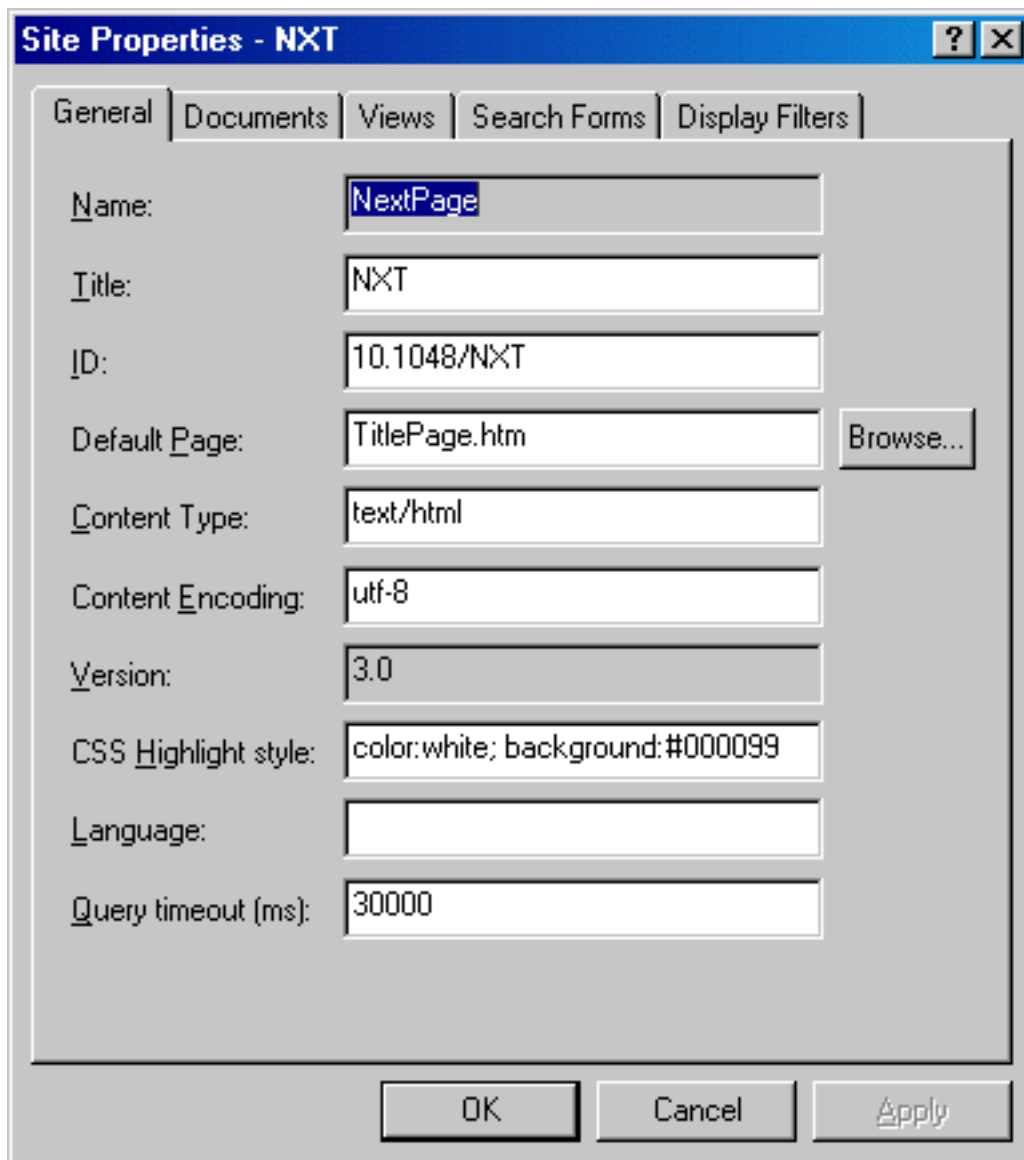 Site Properties - NXT ? X
General Documents Views Search Forms Display Filters
Name: NextPage
Title: NXT
ID: 10.1048/NXT
Default Page: TitlePage.htm Browse...
Content Type: text/html
Content Encoding: utf-8
Version: 3.0
CSS Highlight style: color:white; background:#000099
Language:
Query timeout (ms): 30000
OK Cancel Apply